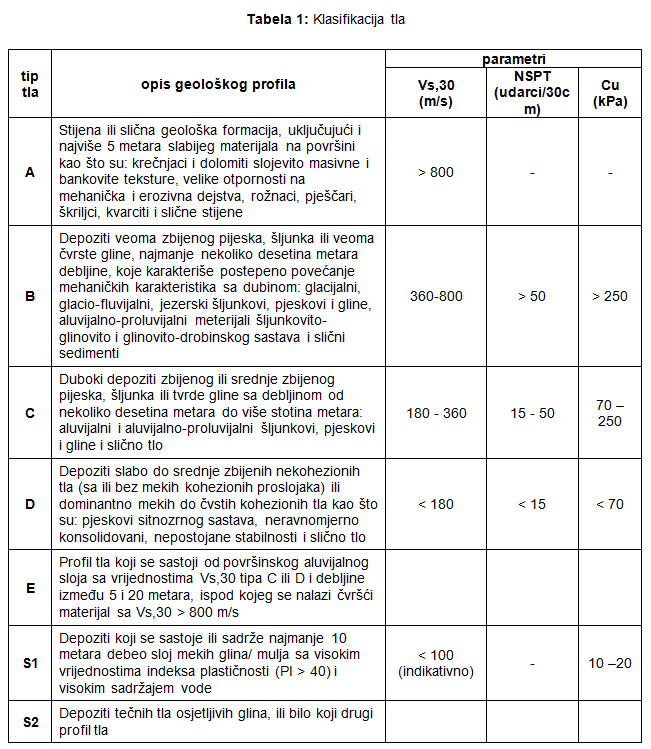 Tabela 1: Klasifikacija tla
tip
tla
opis geološkog profila
parametri
Vs,30
(m/s)
NSPT
(udarci/30c
m)
Cu
(kPa)
A
Stijena ili slična geološka formacija, uključujući i
najviše 5 metara slabijeg materijala na površini
kao što su: krečnjaci i dolomiti slojevito masivne i
bankovite teksture, velike otpornosti na
mehanička i erozivna dejstva, rožnaci, pješčari,
škriljci, kvarciti i slične stijene
> 800
-
-
B
Depoziti veoma zbijenog pijeska, šljunka ili veoma
čvrste gline, najmanje nekoliko desetina metara
debljine, koje karakteriše postepeno povećanje
mehaničkih karakteristika sa dubinom: glacijalni,
glacio-fluvijalni, jezerski šljunkovi, pjeskovi i gline,
aluvijalno-proluvijalni meterijali šljunkovito-
glinovito i glinovito-drobinskog sastava i slični
sedimenti
360-800
> 50
> 250
C
Duboki depoziti zbijenog ili srednje zbijenog
pijeska, šljunka ili tvrde gline sa debljinom od
nekoliko desetina metara do više stotina metara:
aluvijalni i aluvijalno-proluvijalni šljunkovi, pjeskovi
i gline i slično tlo
180 - 360
15 - 50
70 –
250
D
Depoziti slabo do srednje zbijenih nekohezionih
tla (sa ili bez mekih kohezionih proslojaka) ili
dominantno mekih do čvstih kohezionih tla kao što
su: pjeskovi sitnozrnog sastava, neravnomjerno
konsolidovani, nepostojane stabilnosti i slično tlo
< 180
< 15
< 70
E
Profil tla koji se sastoji od površinskog aluvijalnog
sloja sa vrijednostima Vs,30 tipa C ili D i debljine
između 5 i 20 metara, ispod kojeg se nalazi čvršći
materijal sa Vs,30 > 800 m/s
S1
Depoziti koji se sastoje ili sadrže najmanje 10
metara debeo sloj mekih glina/ mulja sa visokim
vrijednostima indeksa plastičnosti (PI > 40) i
visokim sadržajem vode
< 100
(indikativno)
-
10 –20
S2
Depoziti tečnih tla osjetljivih glina, ili bilo koji drugi
profil tla